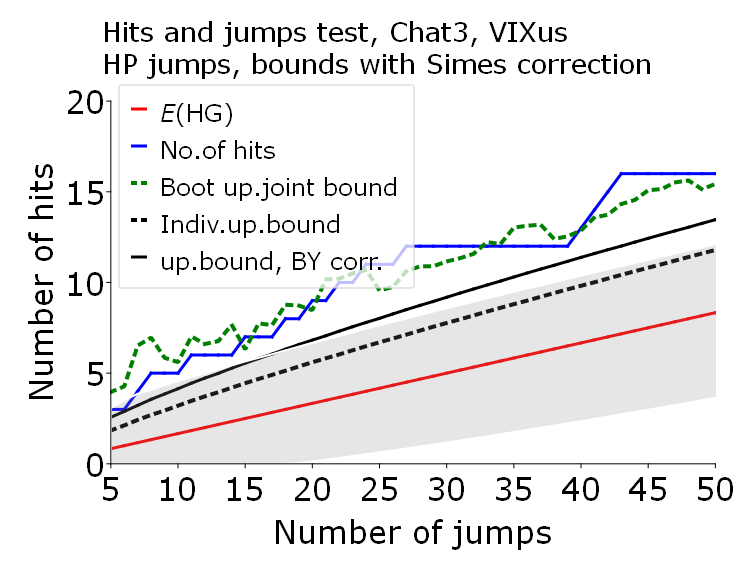 Hits and jumps test, Chat3, VIXus
HP jumps, bounds with Simes correction
E(HG)
No.of hits
Boot up.joint bound
Indiv.up.bound
up.bound, BY corr.
Number of hits
20
15
10
5
0
5 10 15 20 25 30 35 40 45 50
Number of jumps